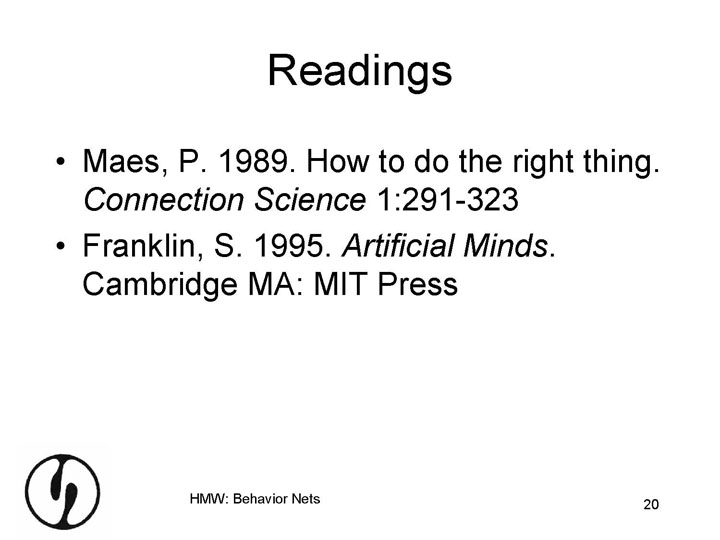 Readings
• Maes, P. 1989. How to do the right thing.
Connection Science 1:291-323
• Franklin, S. 1995. Artificial Minds.
Cambridge MA: MIT Press
HMW: Behavior Nets
20